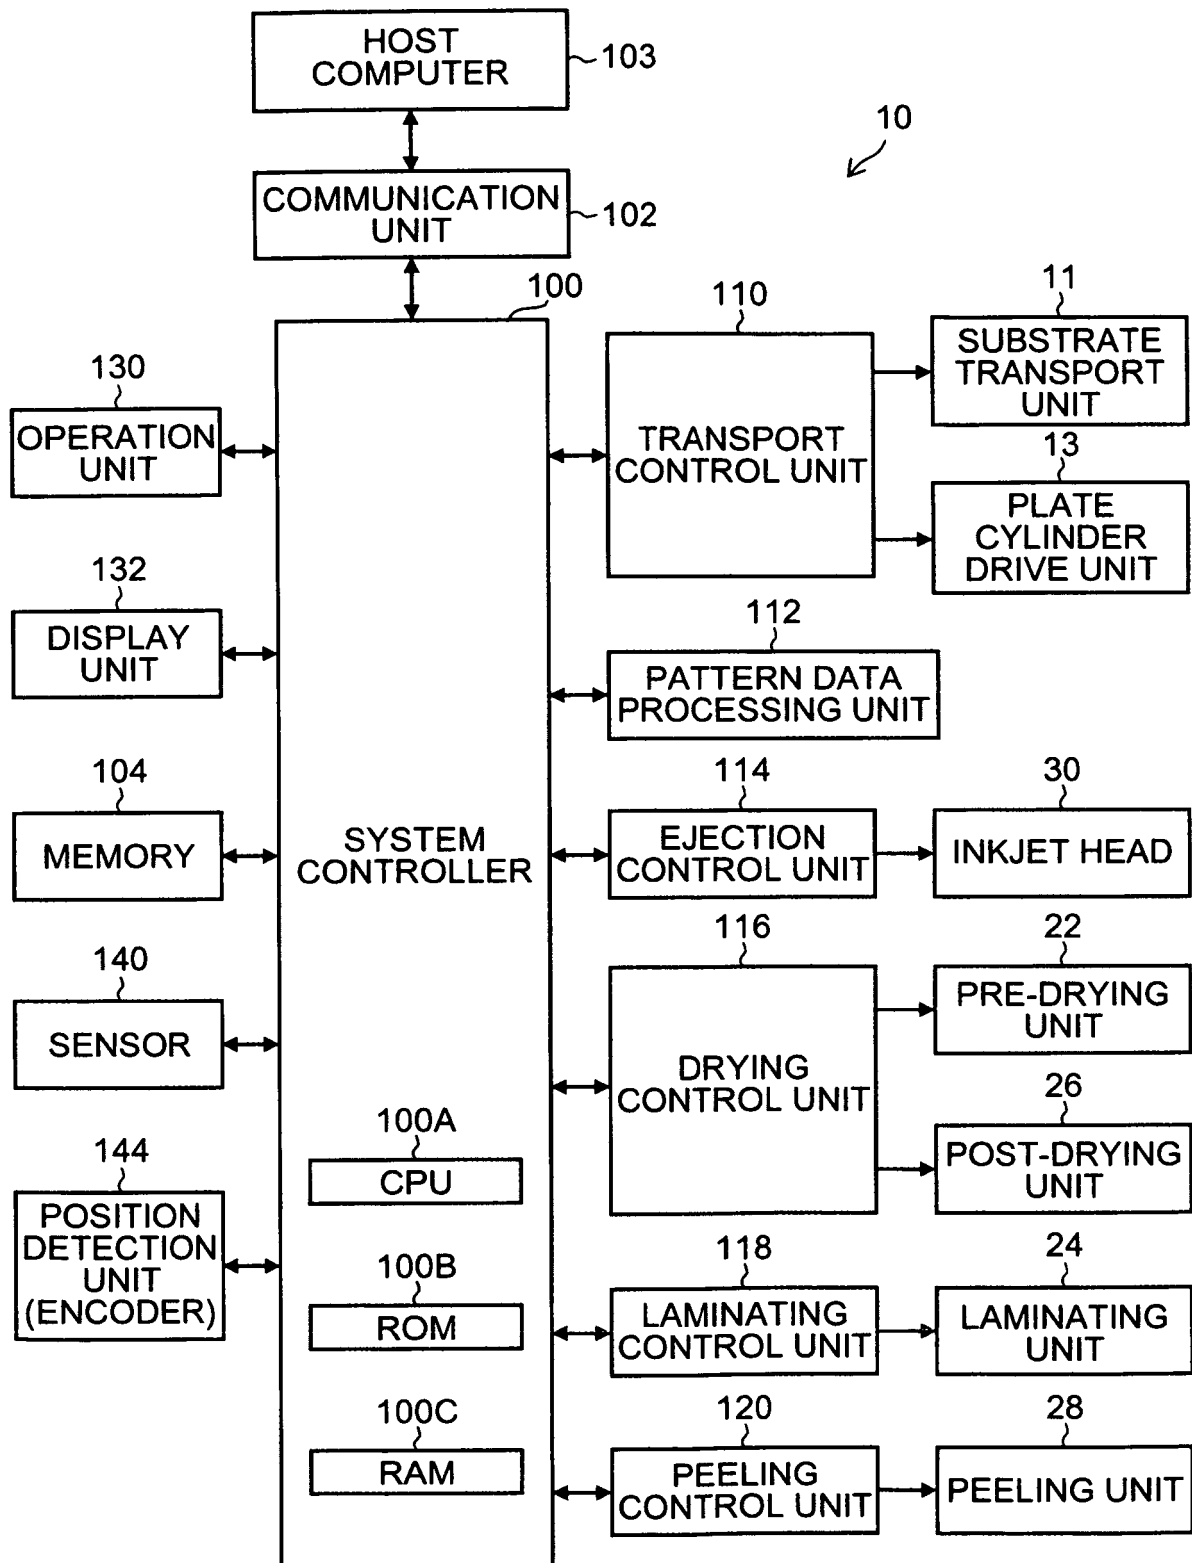 HOST
COMPUTER
103
10
COMMUNICATION
UNIT
102
100
110
11
SUBSTRATE
TRANSPORT
UNIT
130
OPERATION
UNIT
TRANSPORT
CONTROL UNIT
13
PLATE
CYLINDER
DRIVE UNIT
132
DISPLAY
UNIT
112
PATTERN DATA
PROCESSING UNIT
104
MEMORY
SYSTEM
CONTROLLER
114
EJECTION
CONTROL UNIT
30
INKJET HEAD
140
SENSOR
116
DRYING
CONTROL UNIT
22
PRE-DRYING
UNIT
26
POST-DRYING
UNIT
144
POSITION
DETECTION
UNIT
(ENCODER)
100A
CPU
100B
ROM
100C
RAM
118
LAMINATING
CONTROL UNIT
24
LAMINATING
UNIT
120
PEELING
CONTROL UNIT
28
PEELING UNIT